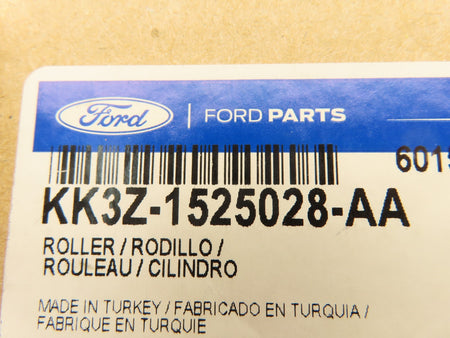 Ford | FORD PARTS
6015
KK3Z-1525028-AA
ROLLER / RODILLO /
ROULEAU / CILINDRO
MADE IN TURKEY / FABRICADO EN TURQUIA /
FABRIQUE EN TURQUIE